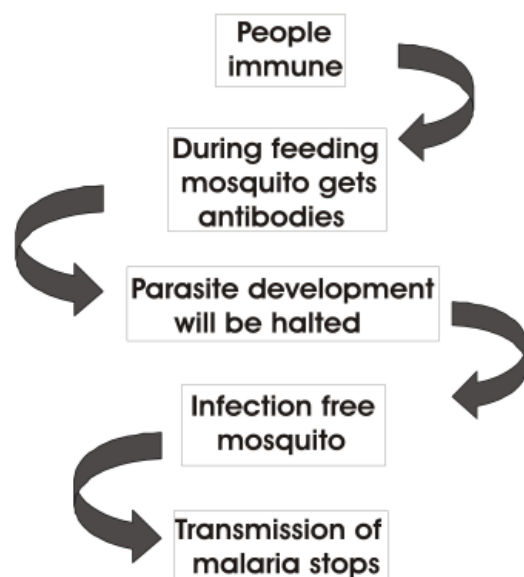 People
immune
During feeding
mosquito gets
antibodies
Parasite development
will be halted
Infection free
mosquito
Transmission of
malaria stops